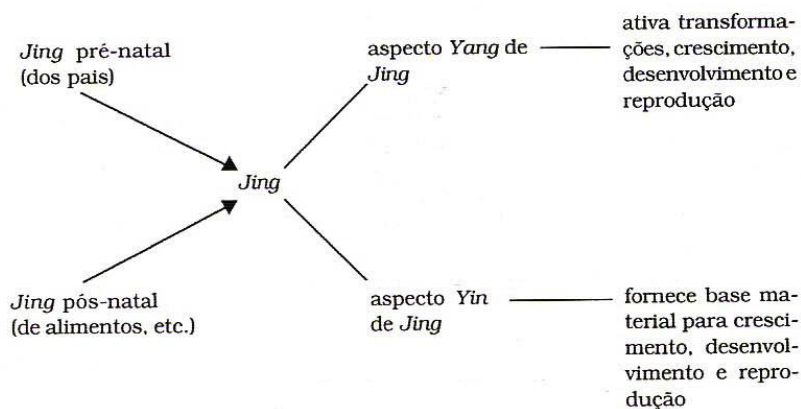 Jing pré-natal
(dos pais)
aspecto Yang de
Jing
ativa transforma-
ções, crescimento,
desenvolvimento e
reprodução
Jing
Jing pós-natal
(de alimentos, etc.)
aspecto Yin
de Jing
fornece base ma-
terial para cresci-
mento, desenvol-
vimento e repro-
dução